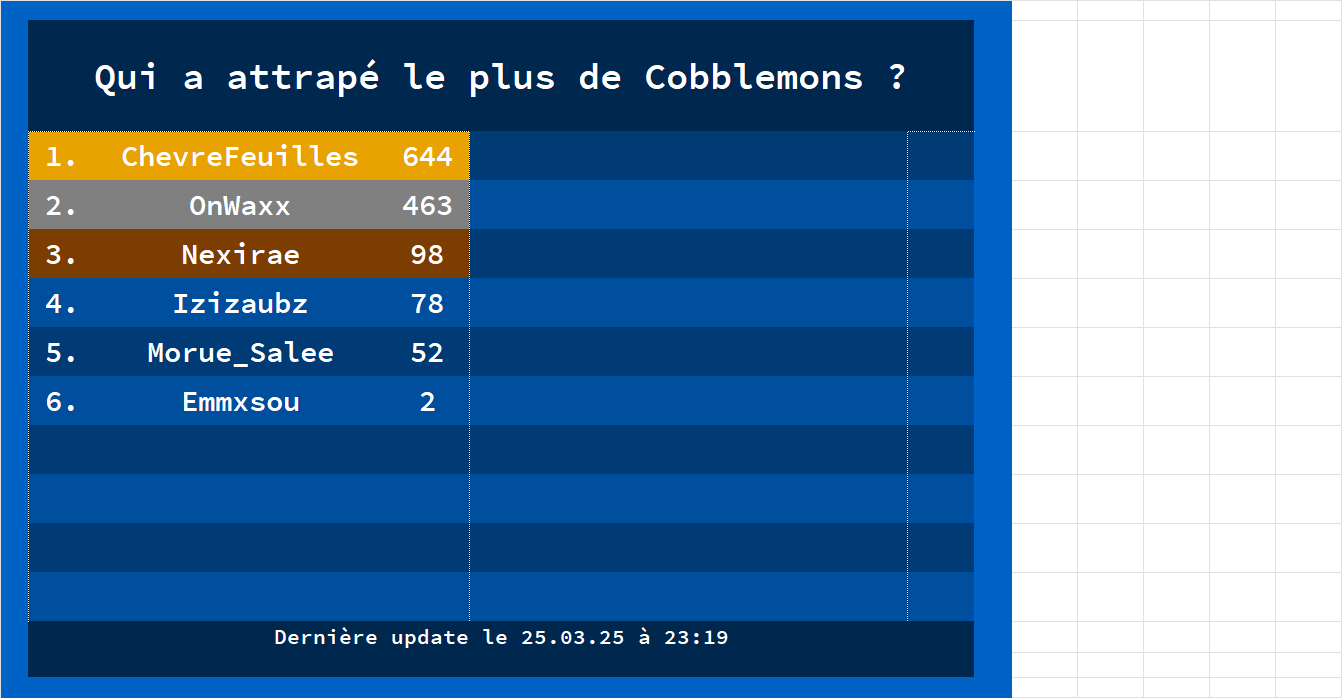 Qui a attrapé le plus de Cobblemons ?
1. ChevreFeuilles 644
2. OnWaxx 463
3. Nexirae 98
4. Izizaubz 78
5. Morue_Salee 52
6. Emmxsou 2
Dernière update le 25.03.25 à 23:19